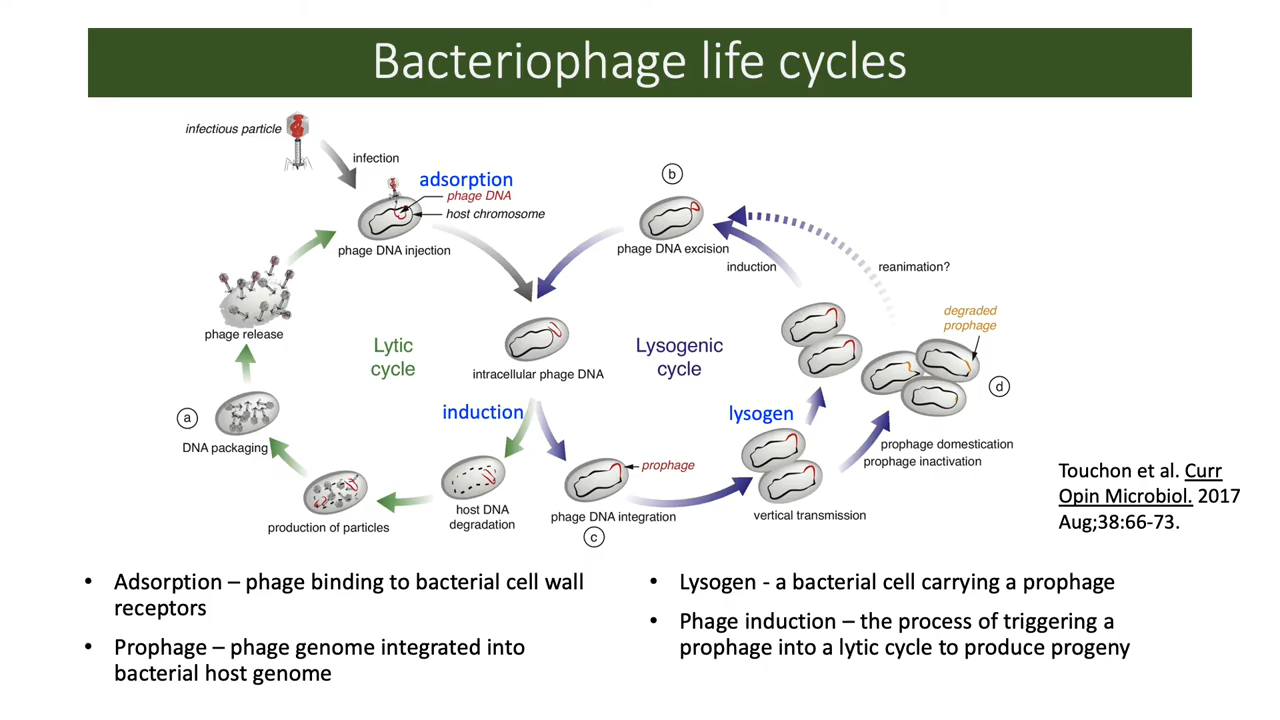 Bacteriophage life cycles
infectious particle
infection
adsorption
phage DNA
host chromosome
phage DNA injection
b
phage DNA excision
induction
reanimation?
phage release
Lytic
cycle
intracellular phage DNA
Lysogenic
cycle
degraded
prophage
a
DNA packaging
induction
lysogen
d
prophage domestication
prophage inactivation
prophage
production of particles
host DNA
degradation
phage DNA integration
c
vertical transmission
Touchon et al. Curr
Opin Microbiol. 2017
Aug;38:66-73.
• Adsorption – phage binding to bacterial cell wall
receptors
• Prophage – phage genome integrated into
bacterial host genome
• Lysogen - a bacterial cell carrying a prophage
• Phage induction – the process of triggering a
prophage into a lytic cycle to produce progeny